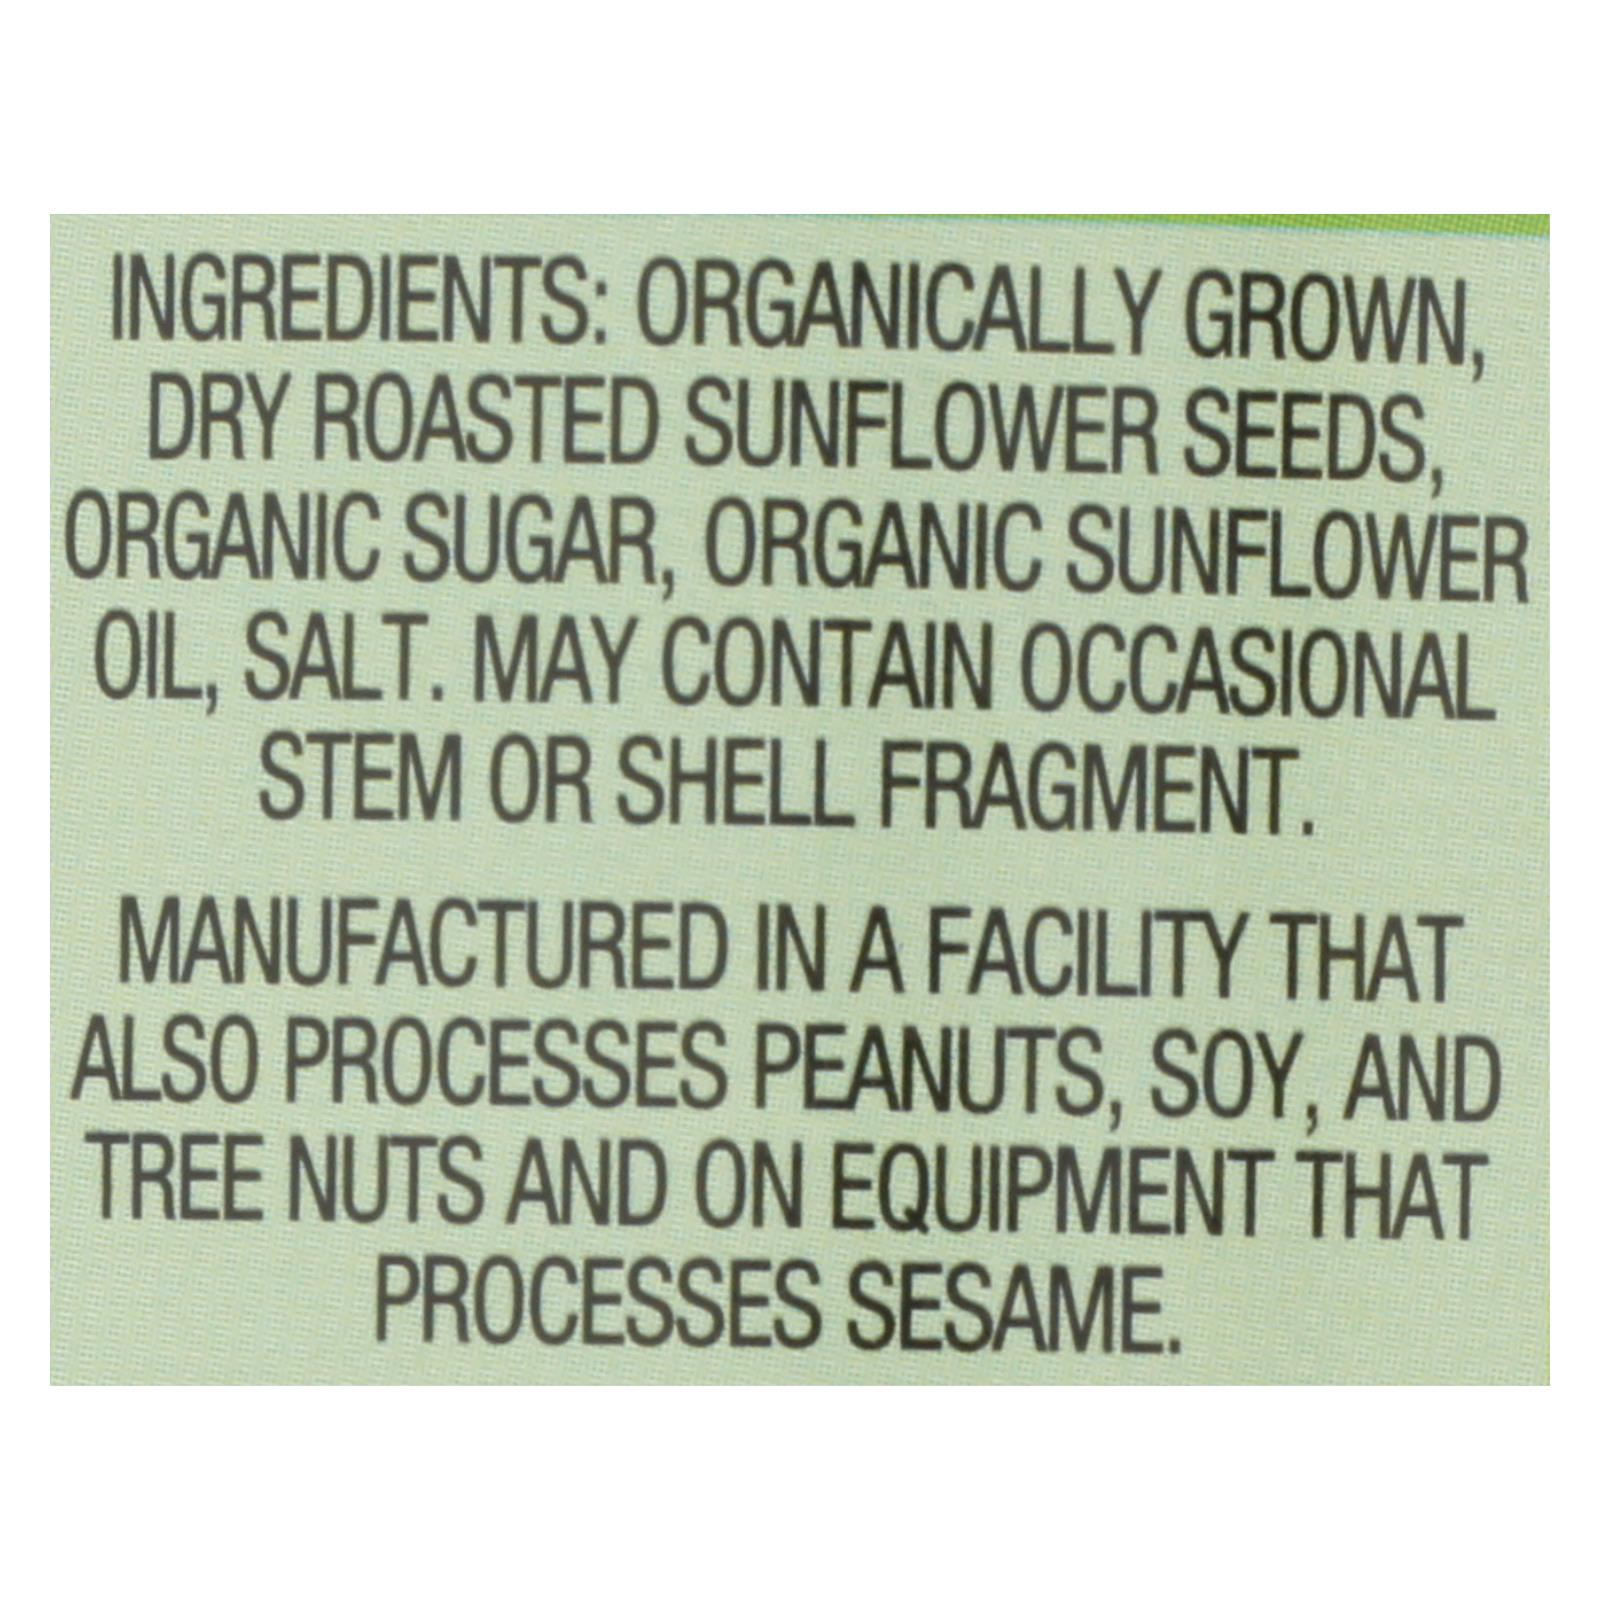 INGREDIENTS: ORGANICALLY GROWN,
DRY ROASTED SUNFLOWER SEEDS,
ORGANIC SUGAR, ORGANIC SUNFLOWER
OIL, SALT. MAY CONTAIN OCCASIONAL
STEM OR SHELL FRAGMENT.
MANUFACTURED IN A FACILITY THAT
ALSO PROCESSES PEANUTS, SOY, AND
TREE NUTS AND ON EQUIPMENT THAT
PROCESSES SESAME.